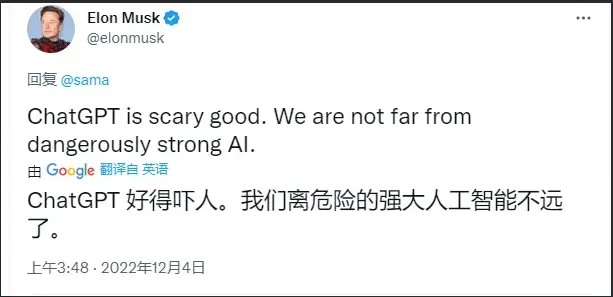 Elon Musk
@elonmusk
回复 @sama
ChatGPT is scary good. We are not far from
dangerously strong AI.
由 Google 翻译自 英语
ChatGPT 好得吓人。我们离危险的强大人工智能不远
了。
上午3:48 · 2022年12月4日